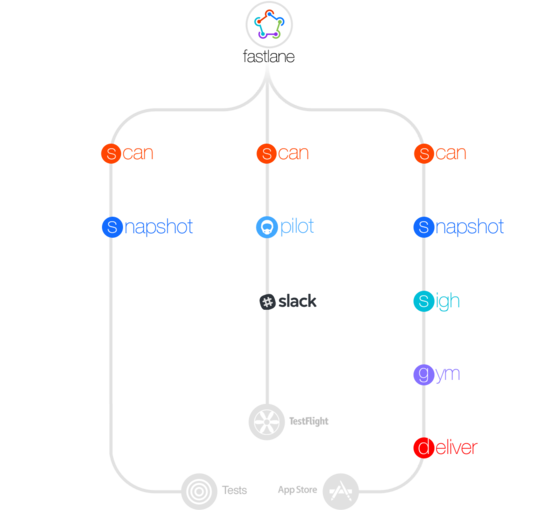 fastlane
scan scan scan
snapshot pilot snapshot
slack sigh
gym
TestFlight
deliver
Tests App Store